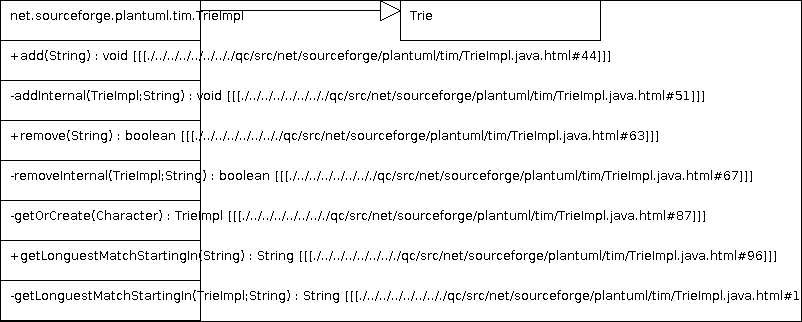 net.sourceforge.plantuml.tim.TrieImpl
Trie
+add(String) : void [[[./../../../../../../qc/src/net/sourceforge/plantuml/tim/TrieImpl.java.html#44]]]
-addInternal(TrieImpl;String) : void [[[./../../../../../../qc/src/net/sourceforge/plantuml/tim/TrieImpl.java.html#51]]]
+remove(String) : boolean [[[./../../../../../../qc/src/net/sourceforge/plantuml/tim/TrieImpl.java.html#63]]]
-removeInternal(TrieImpl;String) : boolean [[[./../../../../../../qc/src/net/sourceforge/plantuml/tim/TrieImpl.java.html#67]]]
-getOrCreate(Character) : TrieImpl [[[./../../../../../../qc/src/net/sourceforge/plantuml/tim/TrieImpl.java.html#87]]]
+getLonguestMatchStartingIn(String) : String [[[./../../../../../../qc/src/net/sourceforge/plantuml/tim/TrieImpl.java.html#96]]]
-getLonguestMatchStartingIn(TrieImpl;String) : String [[[./../../../../../../qc/src/net/sourceforge/plantuml/tim/TrieImpl.java.html#1